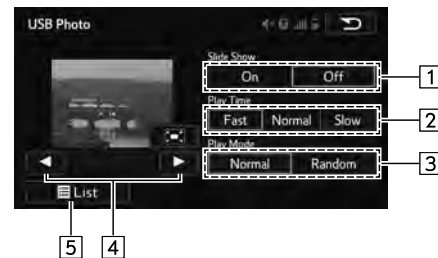 USB Photo
Slide Show
On Off
1
Play Time
Fast Normal Slow
2
Play Mode
Normal Random
3
List
5 4